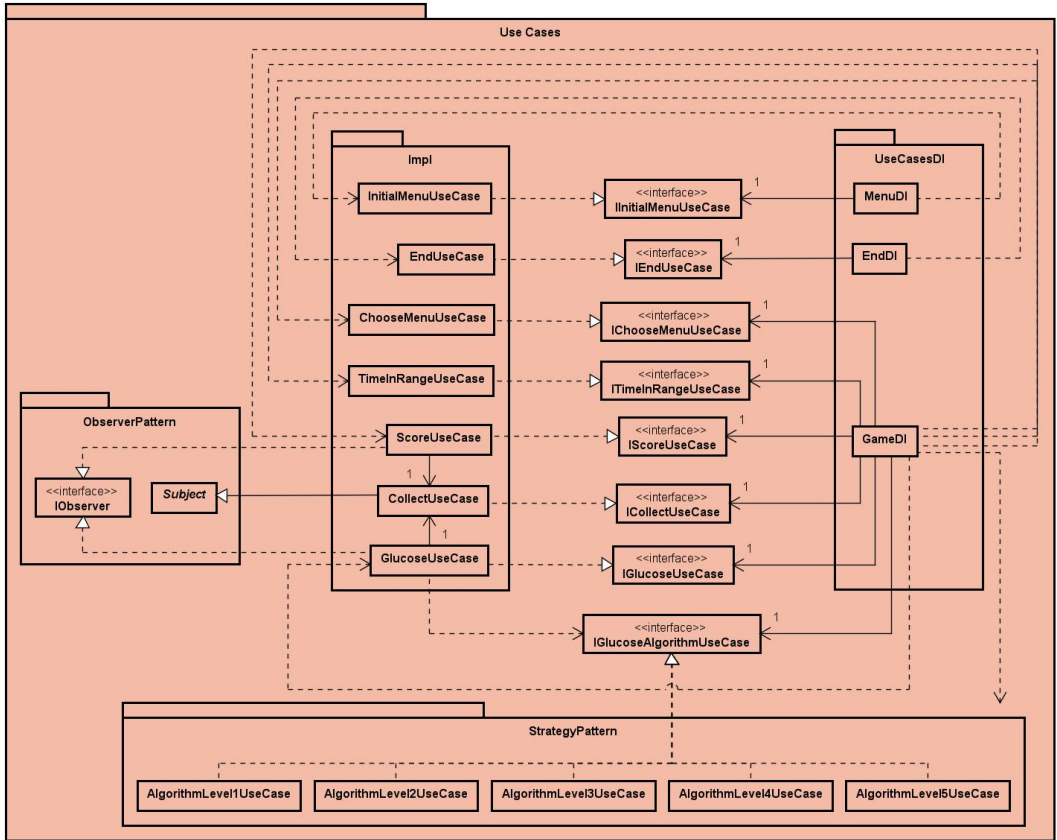 Use Cases
Impl
UseCasesDI
InitialMenuUseCase
<<interface>>
IInitialMenuUseCase
1
MenuDI
EndUseCase
<<interface>>
IEndUseCase
1
EndDI
ChooseMenuUseCase
<<interface>>
IChooseMenuUseCase
1
TimeInRangeUseCase
<<interface>>
ITimeInRangeUseCase
1
ObserverPattern
ScoreUseCase
<<interface>>
IScoreUseCase
1
GameDI
<<interface>>
IObserver
Subject
1
CollectUseCase
<<interface>>
ICollectUseCase
1
1
GlucoseUseCase
<<interface>>
IGlucoseUseCase
1
<<interface>>
IGlucoseAlgorithmUseCase
1
StrategyPattern
AlgorithmLevel1UseCase
AlgorithmLevel2UseCase
AlgorithmLevel3UseCase
AlgorithmLevel4UseCase
AlgorithmLevel5UseCase